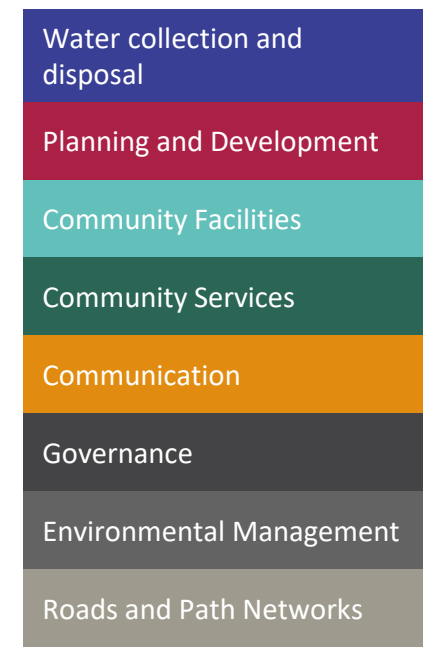 Water collection and
disposal
Planning and Development
Community Facilities
Community Services
Communication
Governance
Environmental Management
Roads and Path Networks